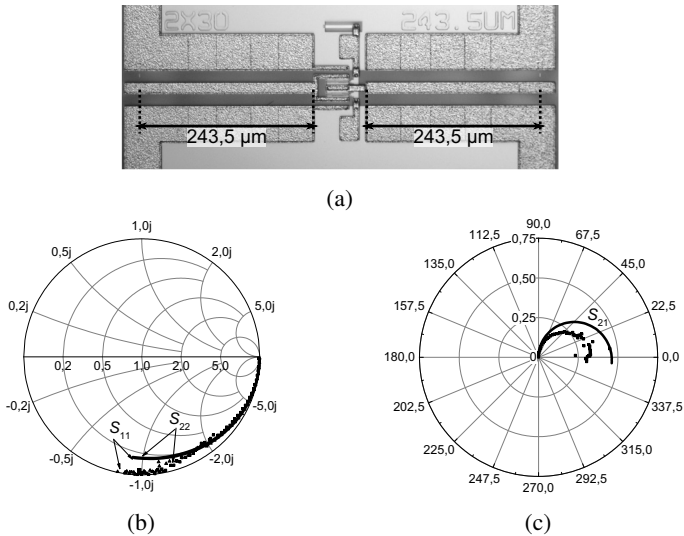 2X30 243.5UM
243,5 µm 243,5 µm
(a)
1,0j
0,5j 2,0j
0,2j 5,0j
0,2 0,5 1,0 2,0 5,0
-0,2j -5,0j
S11 S22
-0,5j -2,0j
-1,0j
(b)
90,0
112,5 0,75 67,5
135,0 0,50 45,0
157,5 0,25 22,5
S21
180,0 0 0,0
202,5 337,5
225,0 315,0
247,5 292,5
270,0
(c)